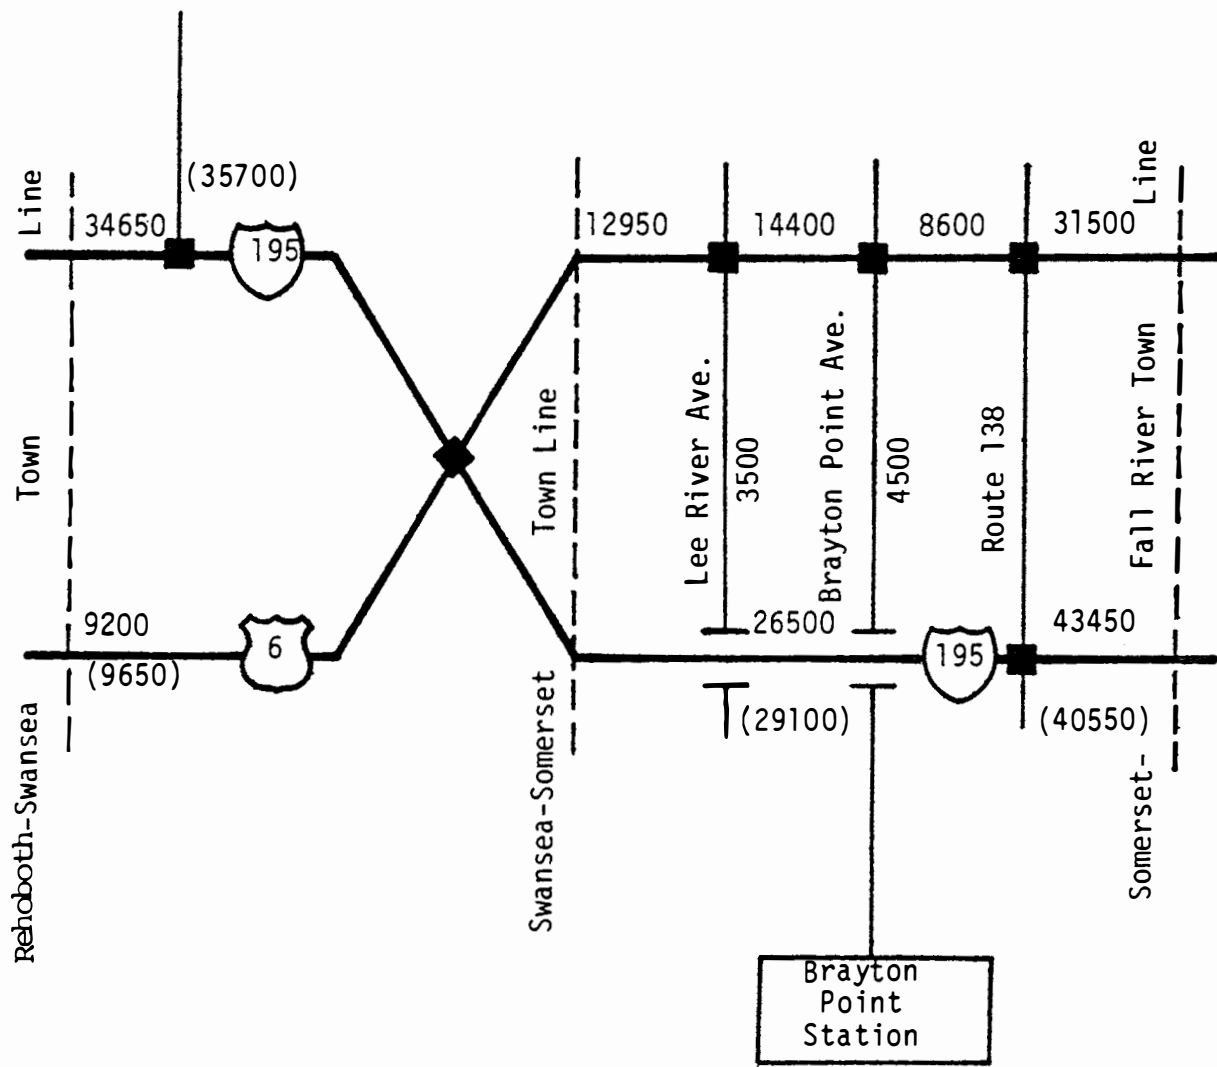 (35700)
Line
34650
195
12950
14400
8600
31500
Line
Town
Town Line
Lee River Ave.
3500
Brayton Point Ave.
4500
Route 138
Fall River Town
9200
(9650)
6
26500
(29100)
195
43450
(40550)
Rehoboth-Swansea
Swansea-Somerset
Somerset-
Brayton
Point
Station